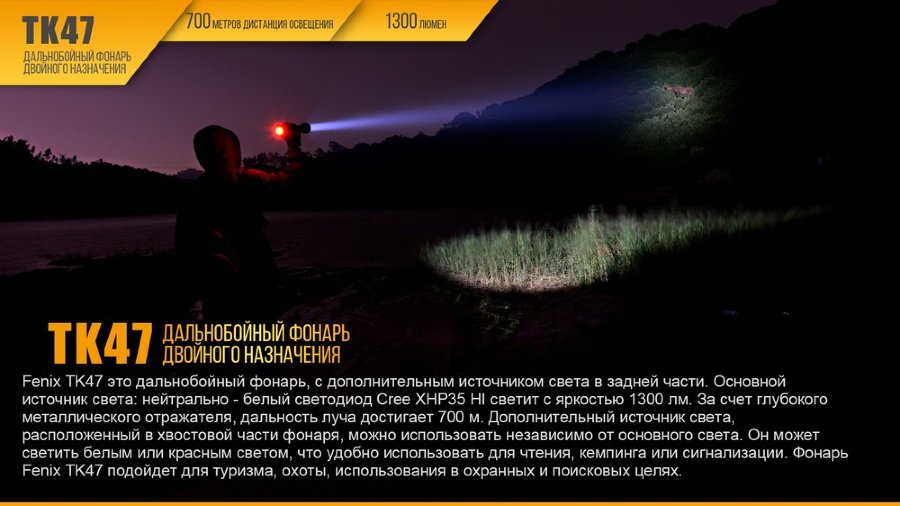 TK47
ДАЛЬНОБОЙНЫЙ ФОНАРЬ
ДВОЙНОГО НАЗНАЧЕНИЯ
700 МЕТРОВ ДИСТАНЦИЯ ОСВЕЩЕНИЯ
1300 ЛЮМЕН
TK47 ДАЛЬНОБОЙНЫЙ ФОНАРЬ
ДВОЙНОГО НАЗНАЧЕНИЯ
Fenix TK47 это дальнобойный фонарь, с дополнительным источником света в задней части. Основной
источник света: нейтрально - белый светодиод Cree XHP35 HI светит с яркостью 1300 лм. За счет глубокого
металлического отражателя, дальность луча достигает 700 м. Дополнительный источник света,
расположенный в хвостовой части фонаря, можно использовать независимо от основного света. Он может
светить белым или красным светом, что удобно использовать для чтения, кемпинга или сигнализации. Фонарь
Fenix TK47 подойдет для туризма, охоты, использования в охранных и поисковых целях.